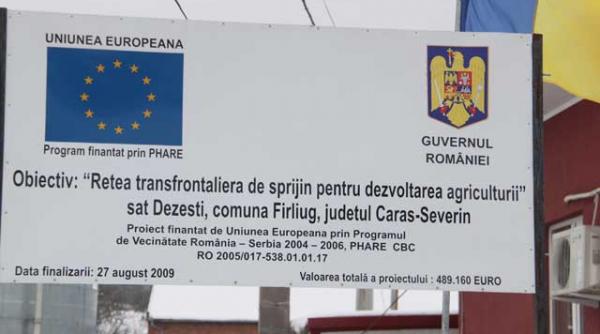 UNIUNEA EUROPEANA
Program finantat prin PHARE
GUVERNUL
ROMÂNIEI
Obiectiv: “Retea transfrontaliera de sprijin pentru dezvoltarea agriculturii”
sat Dezesti, comuna Firliug, judetul Caras-Severin
Proiect finantat de Uniunea Europeana prin Programul
de Vecinătate România – Serbia 2004 – 2006, PHARE CBC
RO 2005/017-538.01.01.17
Data finalizarii: 27 august 2009
Valoarea totală a proiectului : 489.160 EURO